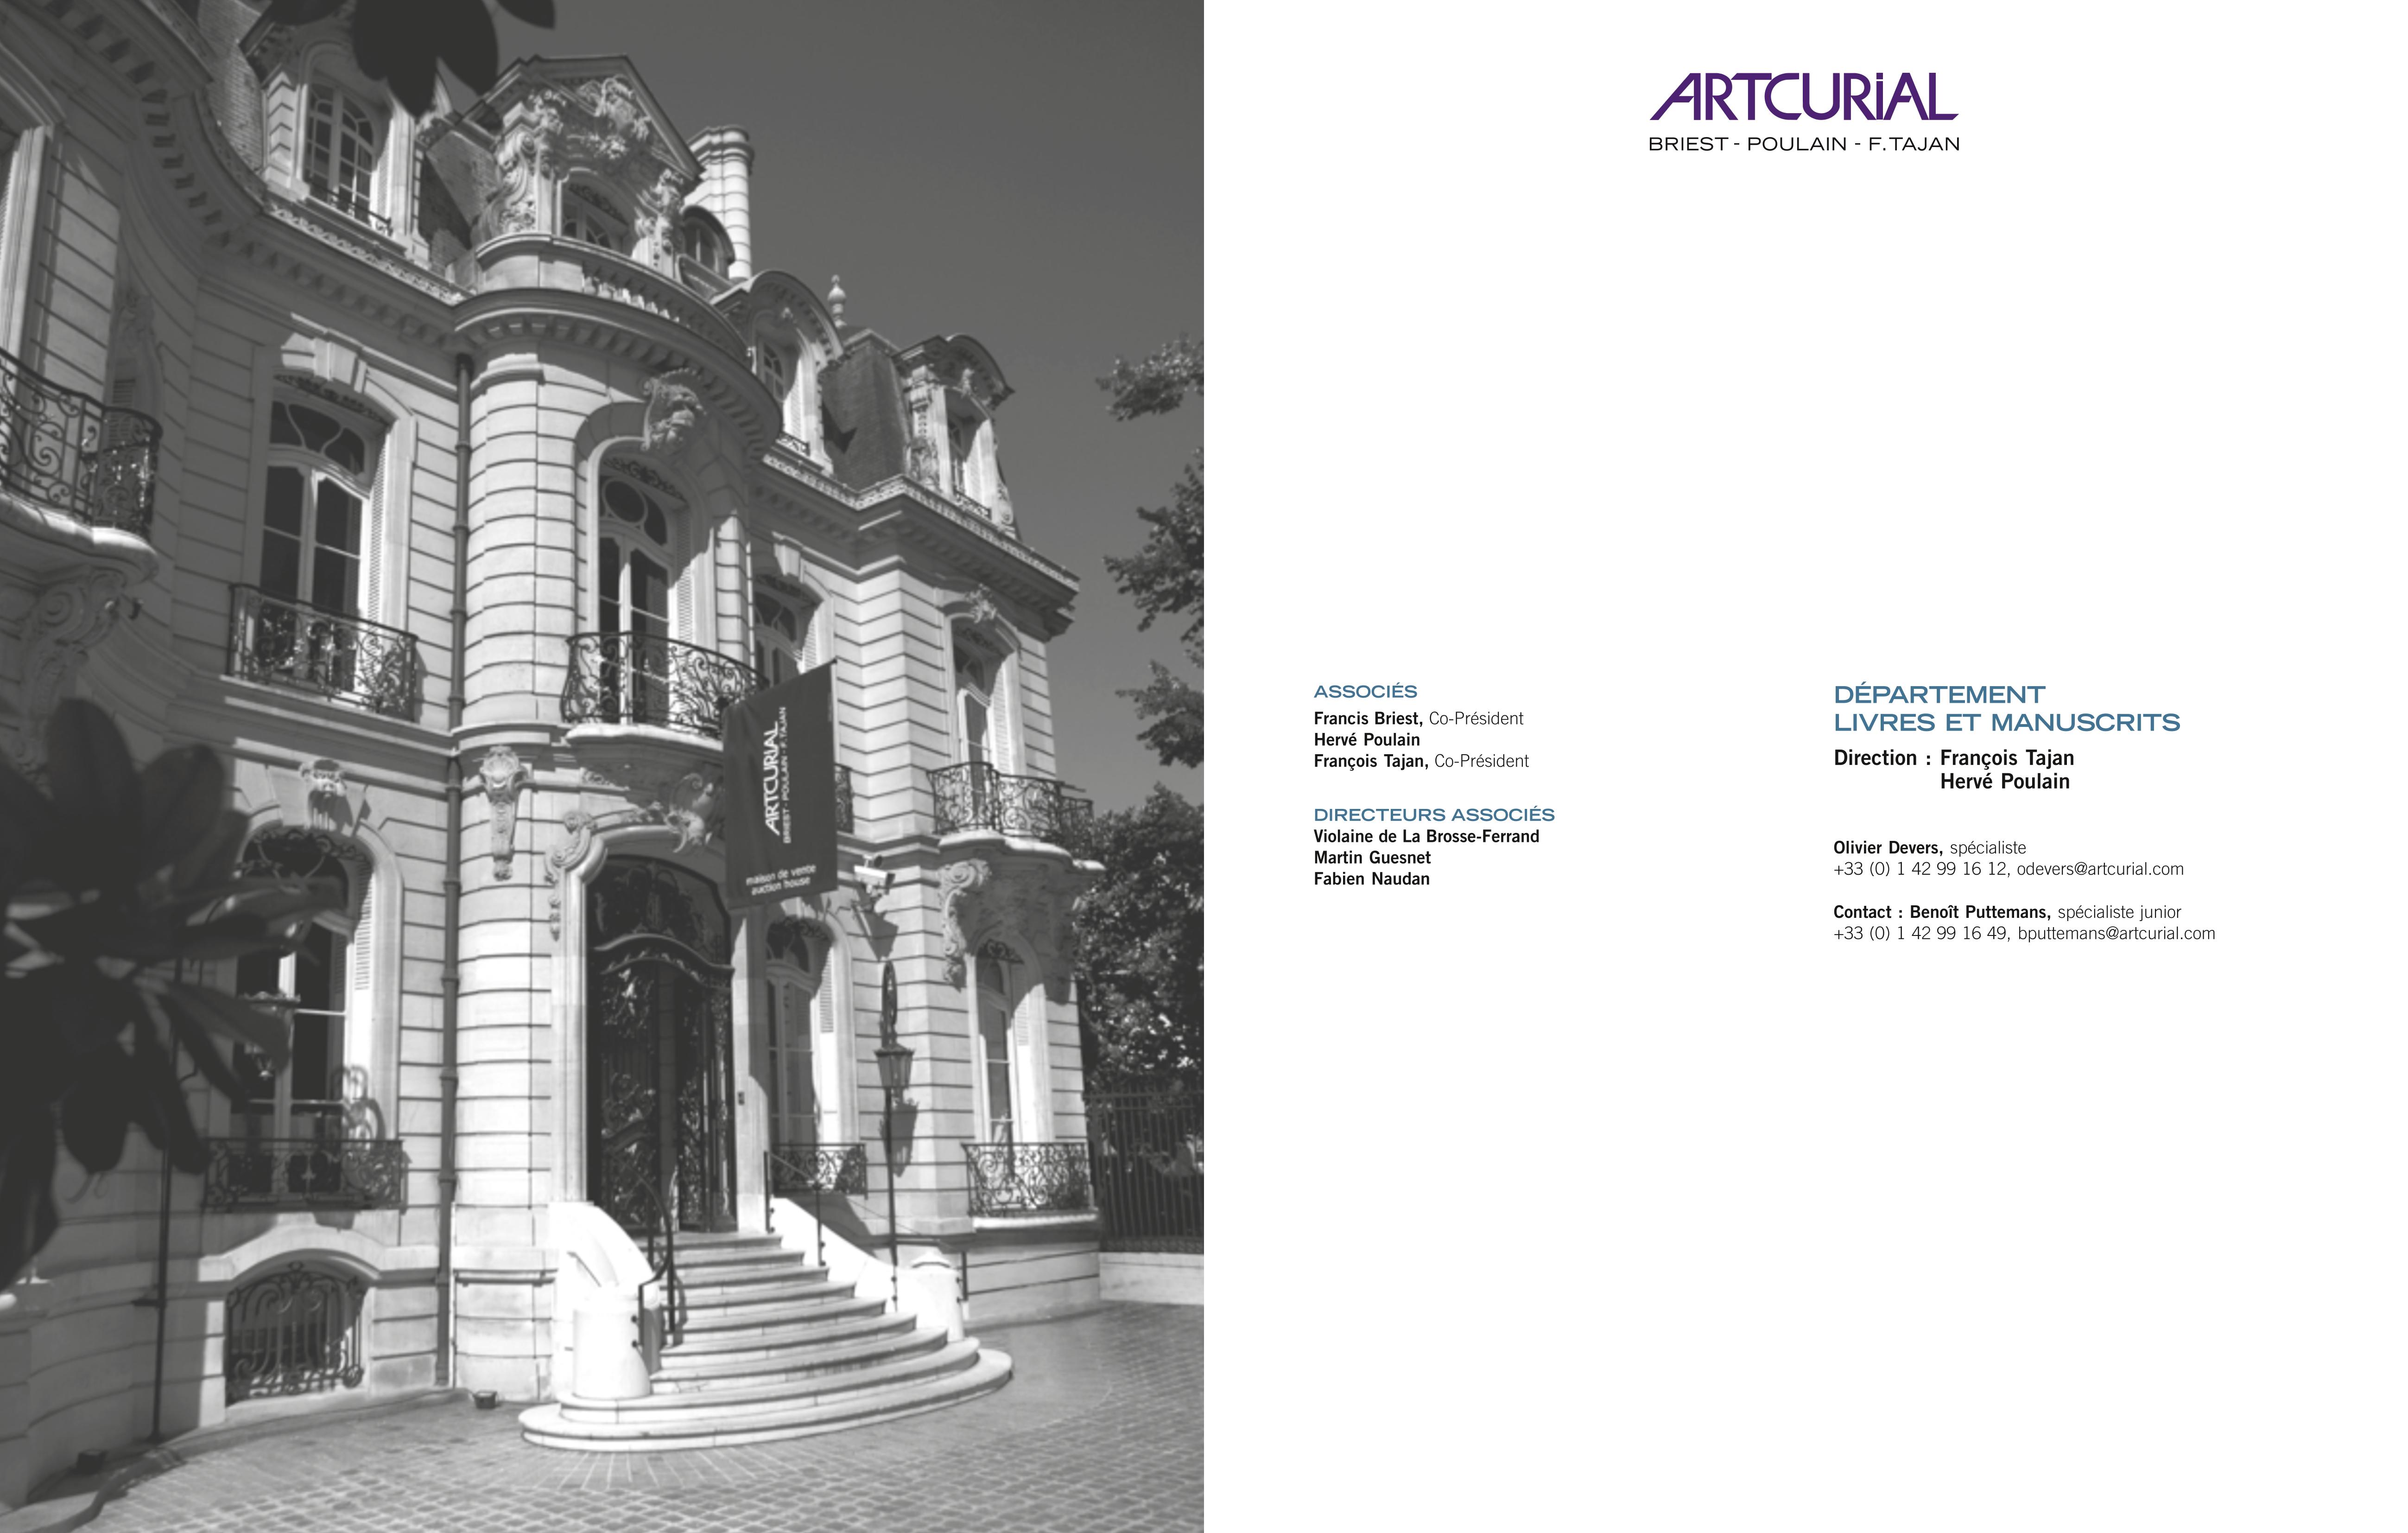 ARTCURiAL
BRIEST - POULAIN - F. TAJAN
maison de vente
auction house
ARTCURiAL
BRIEST - POULAIN - F. TAJAN
ASSOCIÉS
Francis Briest, Co-Président
Hervé Poulain
François Tajan, Co-Président
DIRECTEURS ASSOCIÉS
Violaine de La Brosse-Ferrand
Martin Guesnet
Fabien Naudan
DÉPARTEMENT
LIVRES ET MANUSCRITS
Direction : François Tajan
Hervé Poulain
Olivier Devers, spécialiste
+33 (0) 1 42 99 16 12, odevers@artcurial.com
Contact : Benoît Puttemans, spécialiste junior
+33 (0) 1 42 99 16 49, bputtemans@artcurial.com